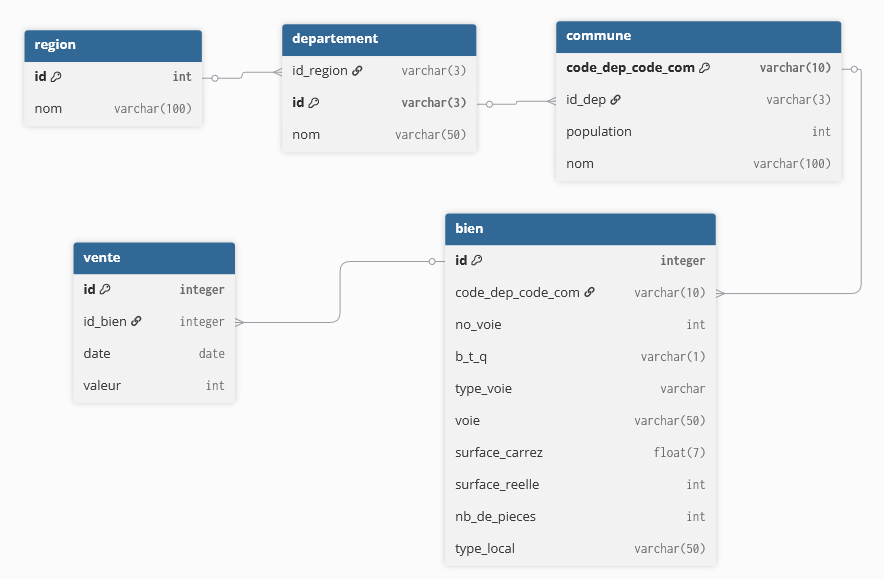 region
id int
nom varchar(100)
departement
id_region varchar(3)
id varchar(3)
nom varchar(50)
commune
code_dep_code_com varchar(10)
id_dep varchar(3)
population int
nom varchar(100)
vente
id integer
id_bien integer
date date
valeur int
bien
id integer
code_dep_code_com varchar(10)
no_voie int
b_t_q varchar(1)
type_voie varchar
voie varchar(50)
surface_carrez float(7)
surface_reelle int
nb_de_pieces int
type_local varchar(50)